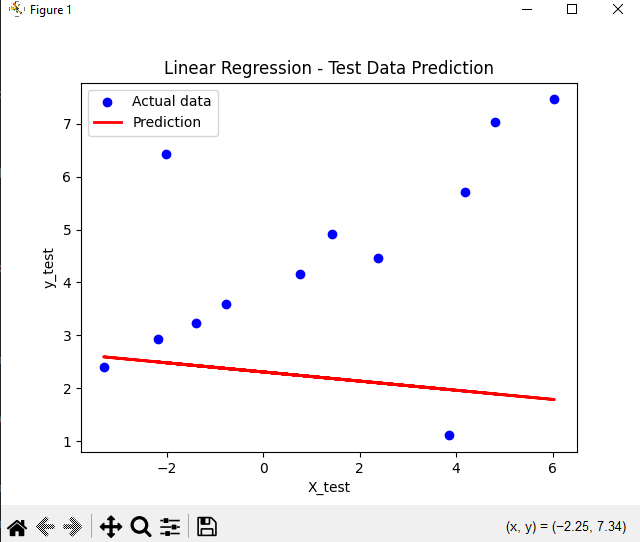 Figure 1
Linear Regression - Test Data Prediction
Actual data
Prediction
7
6
5
4
3
2
1
y_test
−2
0
2
4
6
X_test
(x, y) = (−2.25, 7.34)